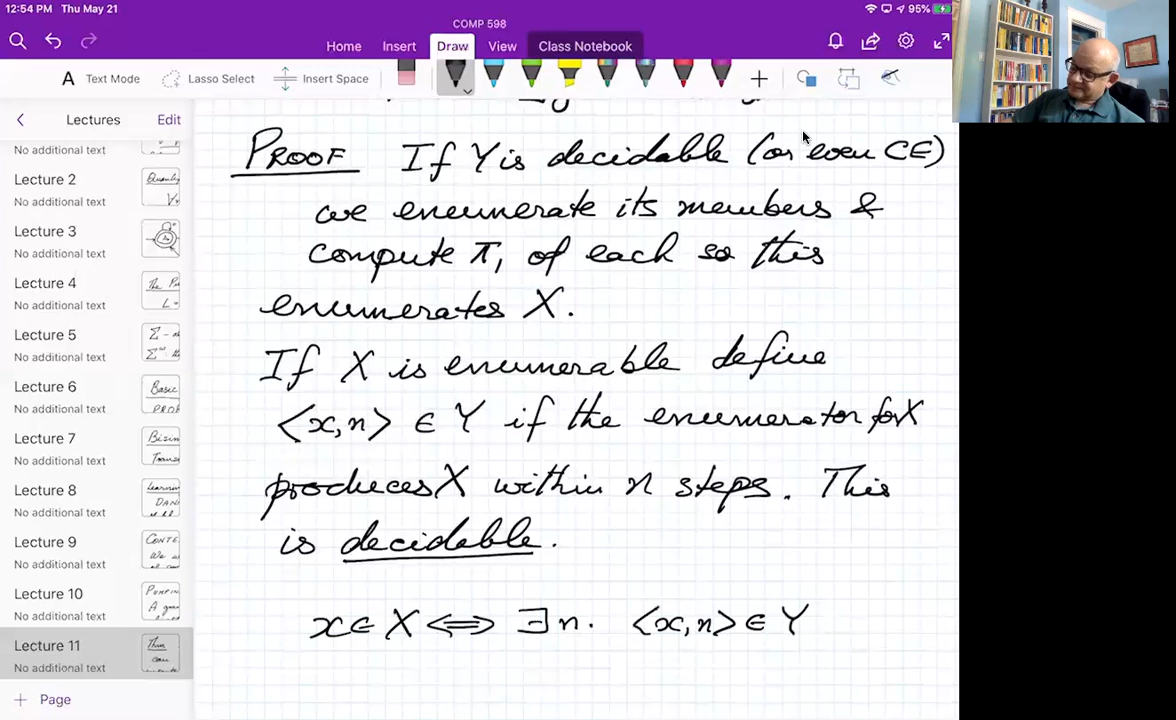 12:54 PM Thu May 21
95%
COMP 598
Home Insert Draw View Class Notebook
A Text Mode Lasso Select Insert Space
Lectures Edit
No additional text
Lecture 2
No additional text
Lecture 3
No additional text
Lecture 4
No additional text
Lecture 5
No additional text
Lecture 6
No additional text
Lecture 7
No additional text
Lecture 8
No additional text
Lecture 9
No additional text
Lecture 10
No additional text
Lecture 11
No additional text
+ Page
PROOF If Y is decidable (or even CE)
we enumerate its members &
compute π₁ of each so this
enumerates X.
If X is enumerable define
⟨x,n⟩ ∈ Y if the enumerator for X
produces X within n steps. This
is decidable.
x ∈ X ⟺ ∃n. ⟨x,n⟩ ∈ Y